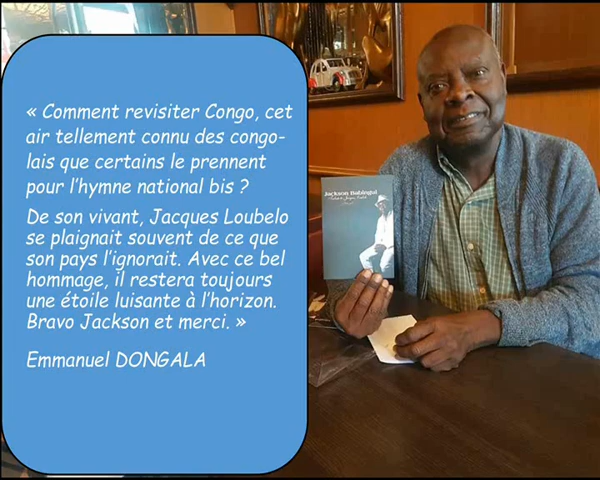 « Comment revisiter Congo, cet
air tellement connu des congo-
lais que certains le prennent
pour l’hymne national bis ?
De son vivant, Jacques Loubelo
se plaignait souvent de ce que
son pays l’ignorait. Avec ce bel
hommage, il restera toujours
une étoile luisante à l’horizon.
Bravo Jackson et merci. »
Emmanuel DONGALA
Jackson Babingui